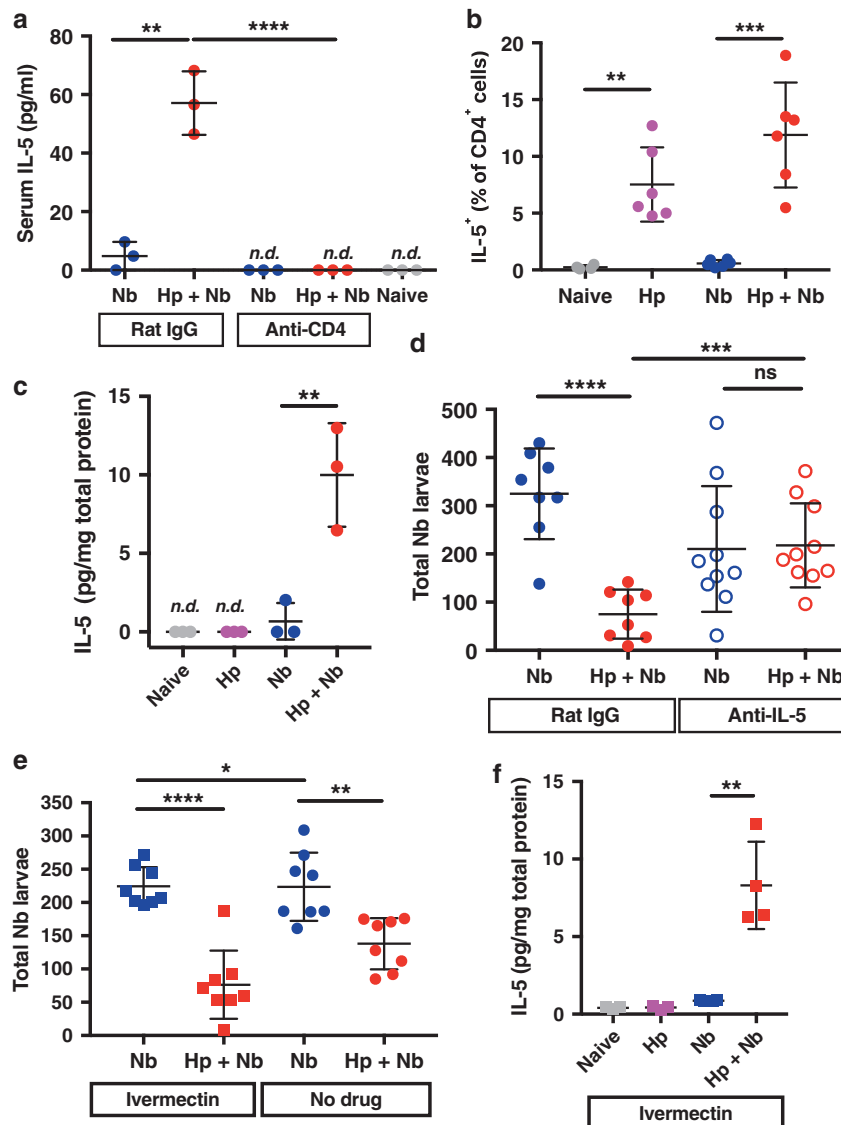 a
Serum IL-5 (pg/ml)
80
60
40
20
0
**
****
n.d.
n.d.
n.d.
Nb
Hp + Nb
Nb
Hp + Nb
Naive
Rat IgG
Anti-CD4
b
IL-5⁺ (% of CD4⁺ cells)
20
15
10
5
0
**
***
Naive
Hp
Nb
Hp + Nb
c
IL-5 (pg/mg total protein)
15
10
5
0
**
n.d.
n.d.
Naive
Hp
Nb
Hp + Nb
d
Total Nb larvae
500
400
300
200
100
0
***
****
ns
Nb
Hp + Nb
Nb
Hp + Nb
Rat IgG
Anti-IL-5
e
Total Nb larvae
350
300
250
200
150
100
50
0
*
****
**
Nb
Hp + Nb
Nb
Hp + Nb
Ivermectin
No drug
f
IL-5 (pg/mg total protein)
15
10
5
0
**
Naive
Hp
Nb
Hp + Nb
Ivermectin